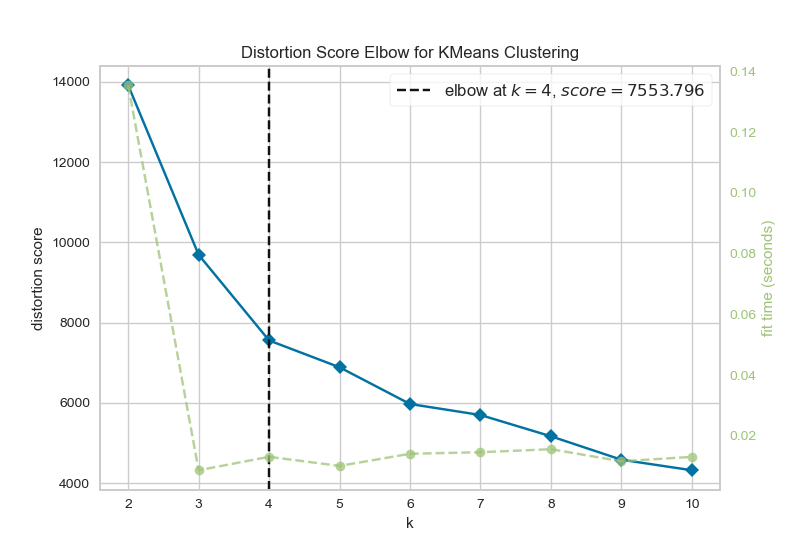 Distortion Score Elbow for KMeans Clustering
elbow at k = 4, score = 7553.796
distortion score
14000
12000
10000
8000
6000
4000
0.14
0.12
0.10
0.08
0.06
0.04
0.02
fit time (seconds)
2 3 4 5 6 7 8 9 10
k